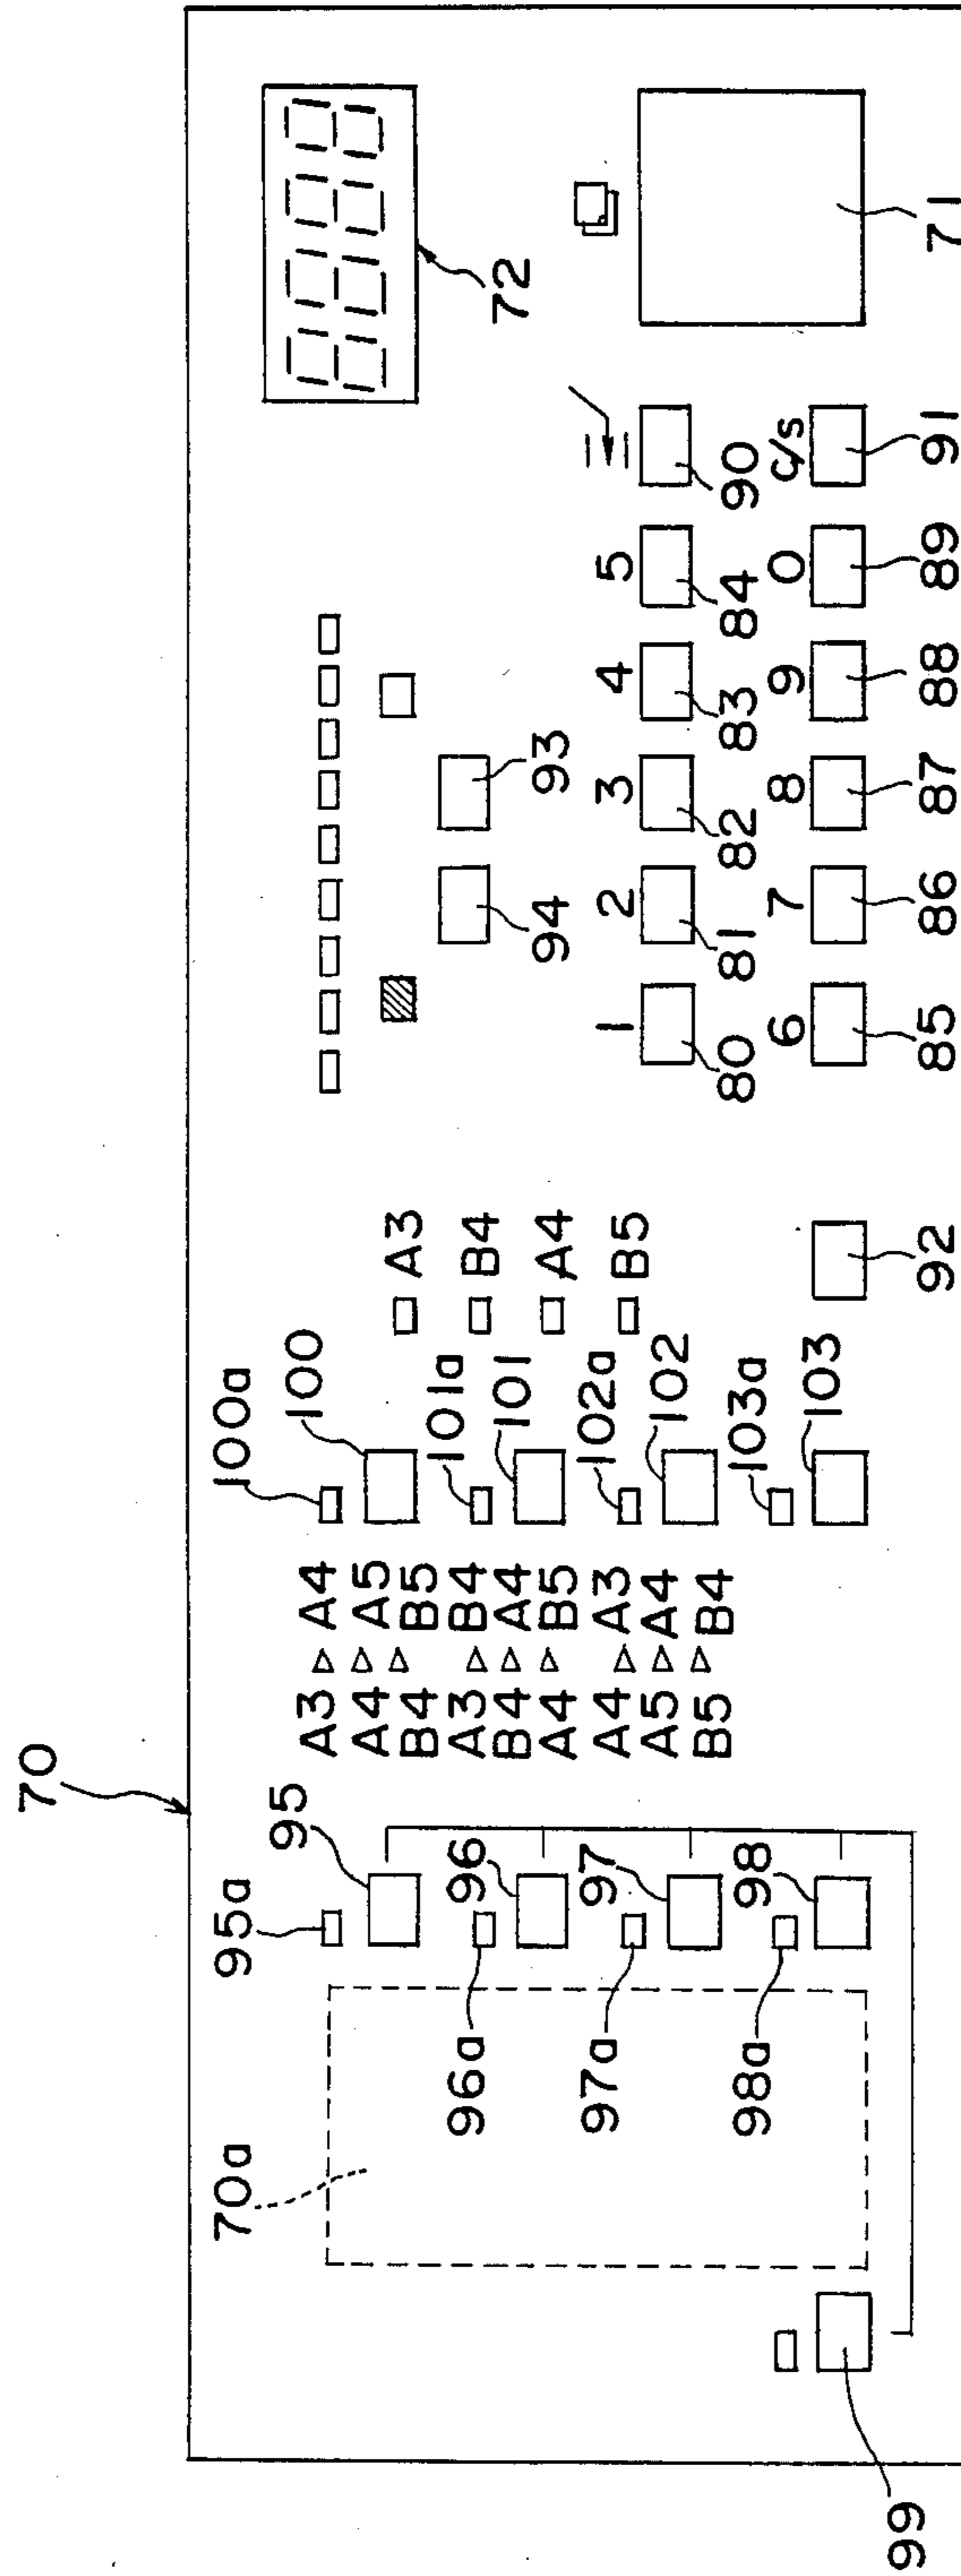 70
95a
95
100a
100
A3 ▷ A4
A4 ▷ A5
B4 ▷ B5
A3 ▷ B4
B4 ▷ A4
A4 ▷ B5
A4 ▷ A3
A5 ▷ A4
B5 ▷ B4
70a
96a
96
97a
97
98a
98
99
101a
101
102a
102
103a
103
A3
B4
A4
B5
92
94
93
72
1
2
3
4
5
80
81
82
83
84
90
6
7
8
9
0
c/s
85
86
87
88
89
91
71